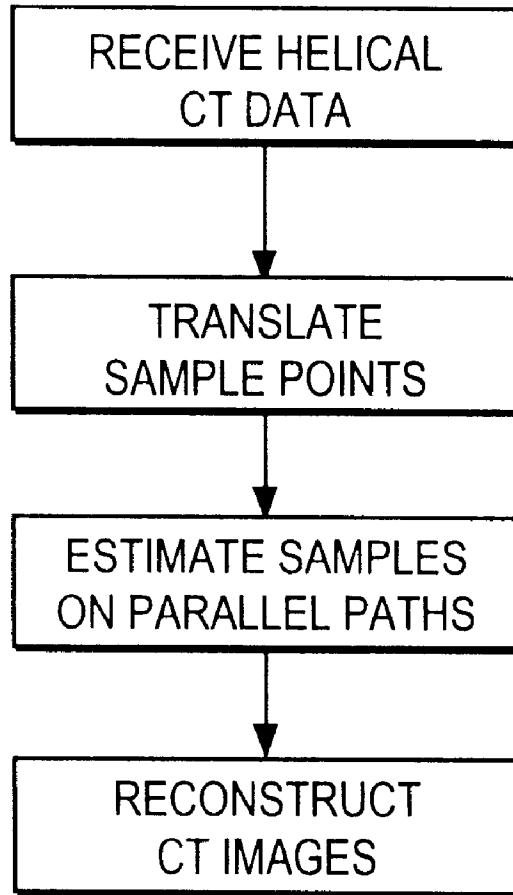 RECEIVE HELICAL
CT DATA
TRANSLATE
SAMPLE POINTS
ESTIMATE SAMPLES
ON PARALLEL PATHS
RECONSTRUCT
CT IMAGES